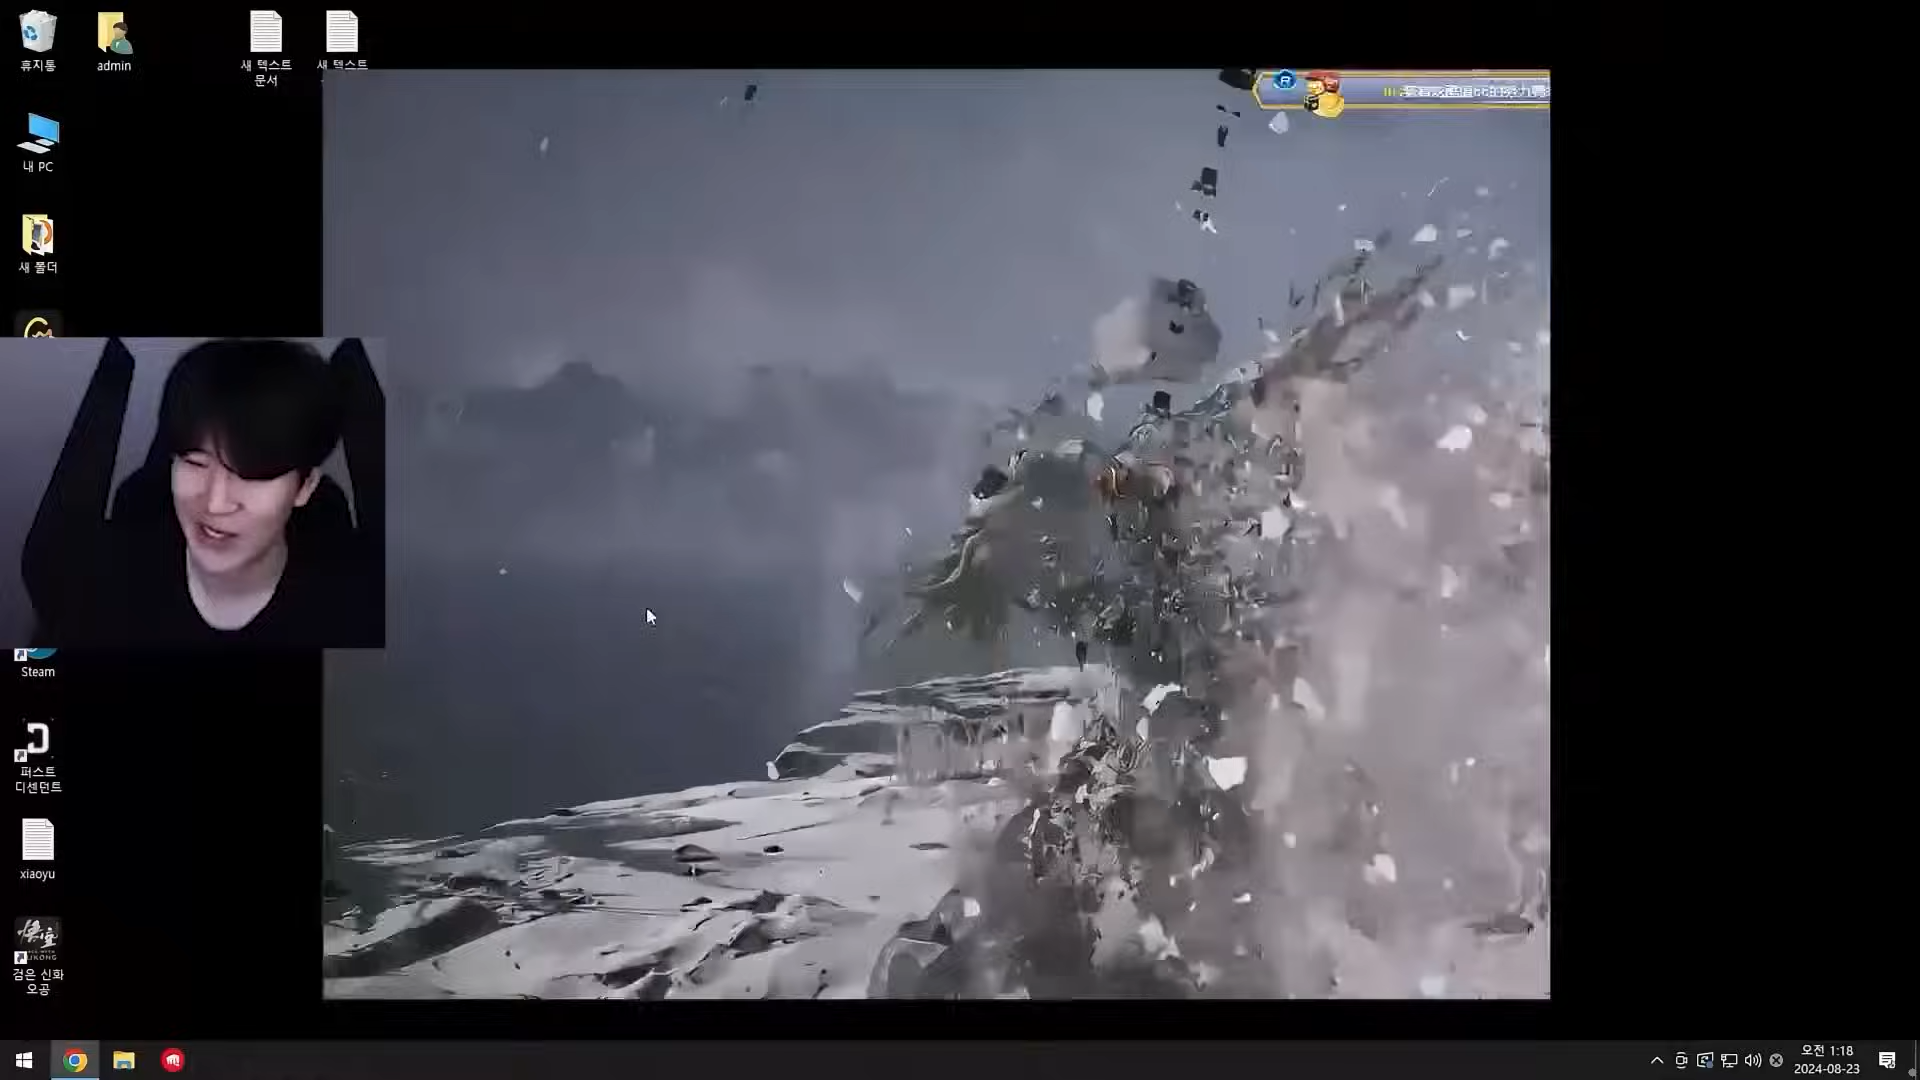 휴지통
admin
새 텍스트
문서
새 텍스트
내 PC
새 폴더
Steam
퍼스트
디센던트
xiaoyu
검은 신화
오공
오전 1:18
2024-08-23